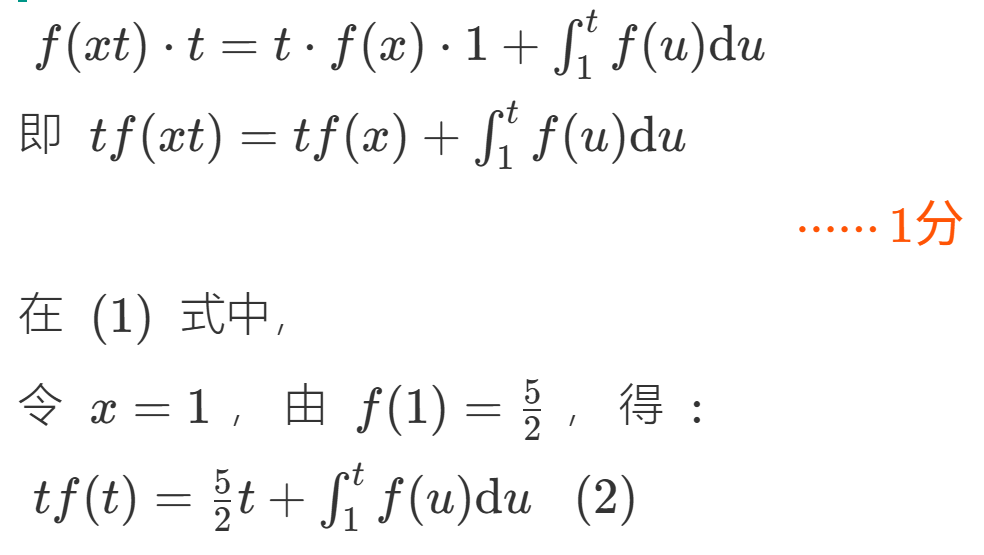 f(xt)·t = t·f(x)·1 + ∫₁ᵗ f(u)du
即 tf(xt) = tf(x) + ∫₁ᵗ f(u)du
······1分
在 (1) 式中,
令 x = 1 , 由 f(1) = 5/2 , 得 :
tf(t) = 5/2 t + ∫₁ᵗ f(u)du (2)